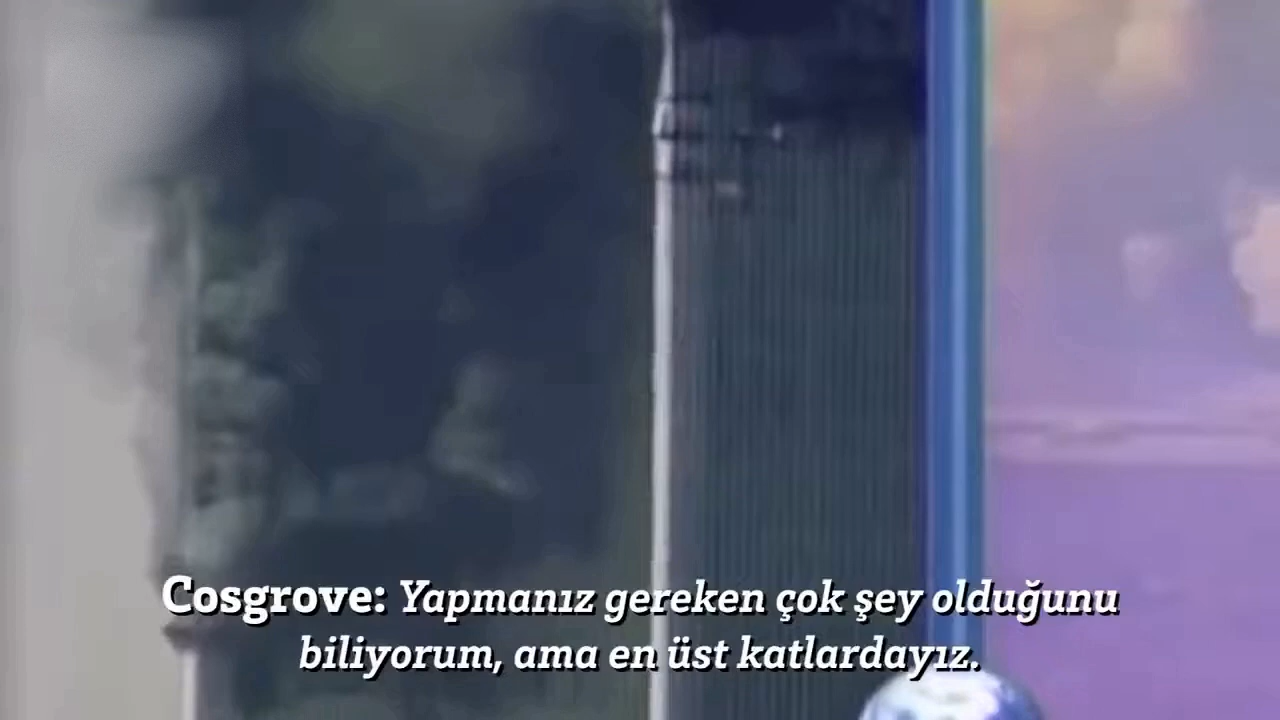 Cosgrove: Yapmanız gereken çok şey olduğunu
biliyorum, ama en üst katlardayız.